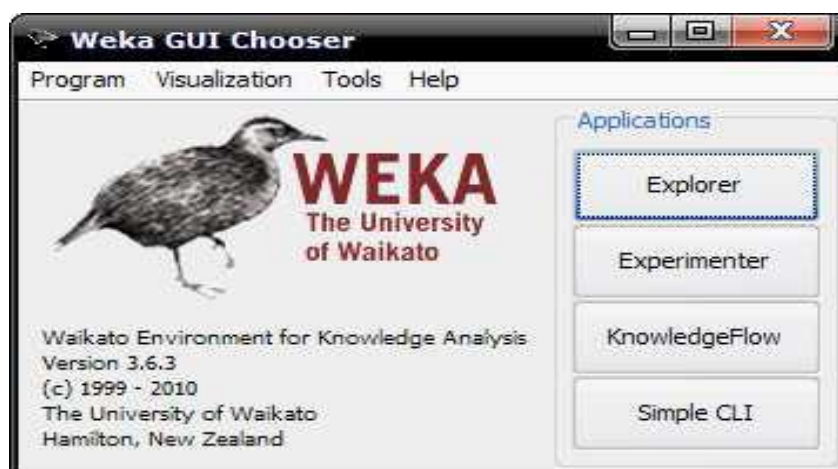 Weka GUI Chooser
Program Visualization Tools Help
WEKA
The University
of Waikato
Waikato Environment for Knowledge Analysis
Version 3.6.3
(c) 1999 - 2010
The University of Waikato
Hamilton, New Zealand
Applications
Explorer
Experimenter
KnowledgeFlow
Simple CLI